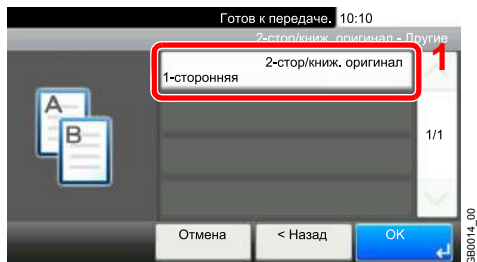 Готов к передаче. 10:10
2-стор/книж. оригинал - Другие
2-стор/книж. оригинал
1-сторонняя
1
A
B
1/1
Отмена
< Назад
OK
GB0014_00